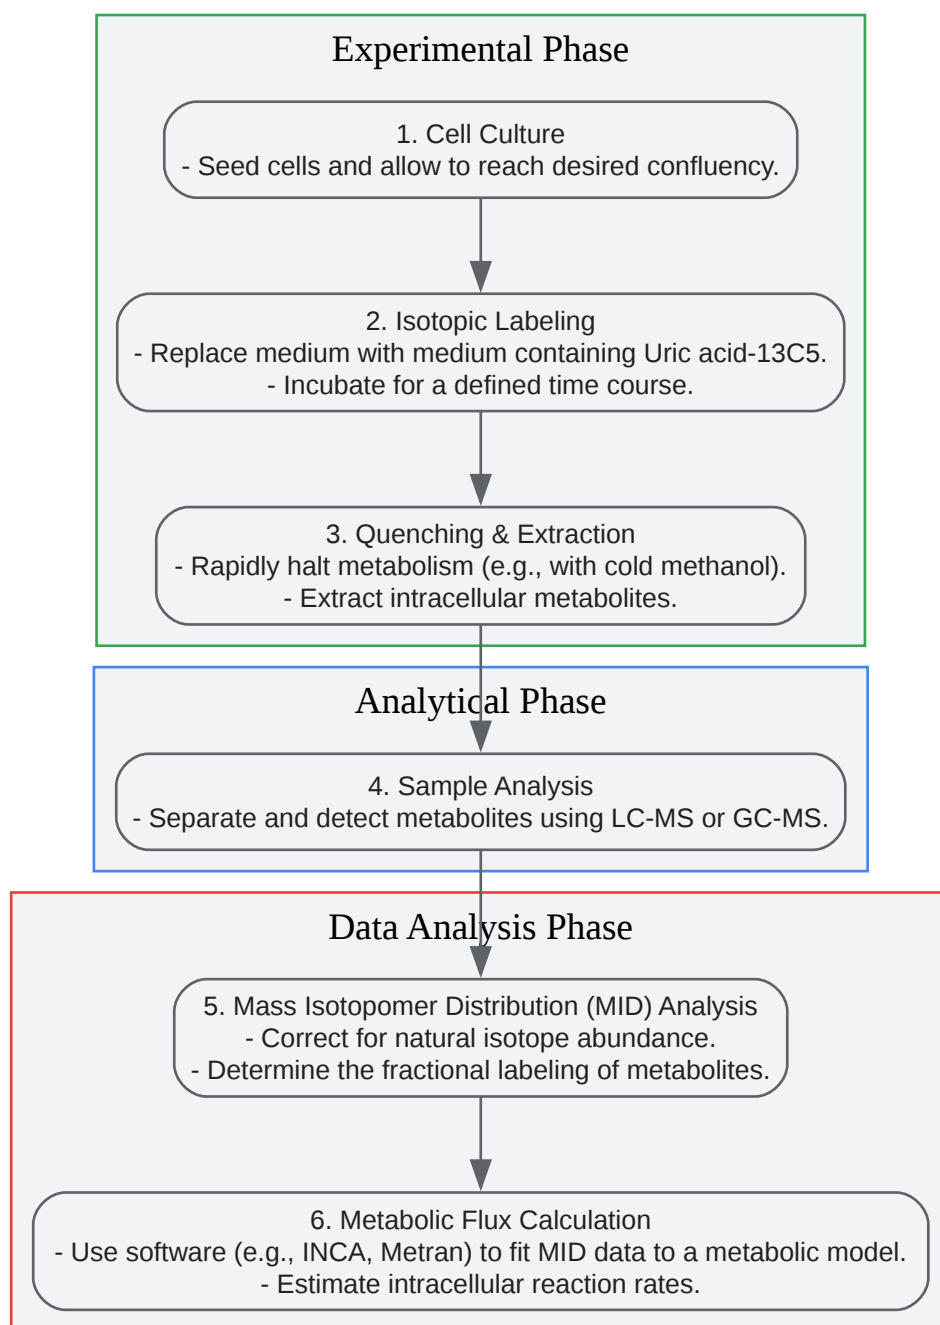 Experimental Phase
1. Cell Culture
- Seed cells and allow to reach desired confluency.
2. Isotopic Labeling
- Replace medium with medium containing Uric acid-13C5.
- Incubate for a defined time course.
3. Quenching & Extraction
- Rapidly halt metabolism (e.g., with cold methanol).
- Extract intracellular metabolites.
Analytical Phase
4. Sample Analysis
- Separate and detect metabolites using LC-MS or GC-MS.
Data Analysis Phase
5. Mass Isotopomer Distribution (MID) Analysis
- Correct for natural isotope abundance.
- Determine the fractional labeling of metabolites.
6. Metabolic Flux Calculation
- Use software (e.g., INCA, Metran) to fit MID data to a metabolic model.
- Estimate intracellular reaction rates.